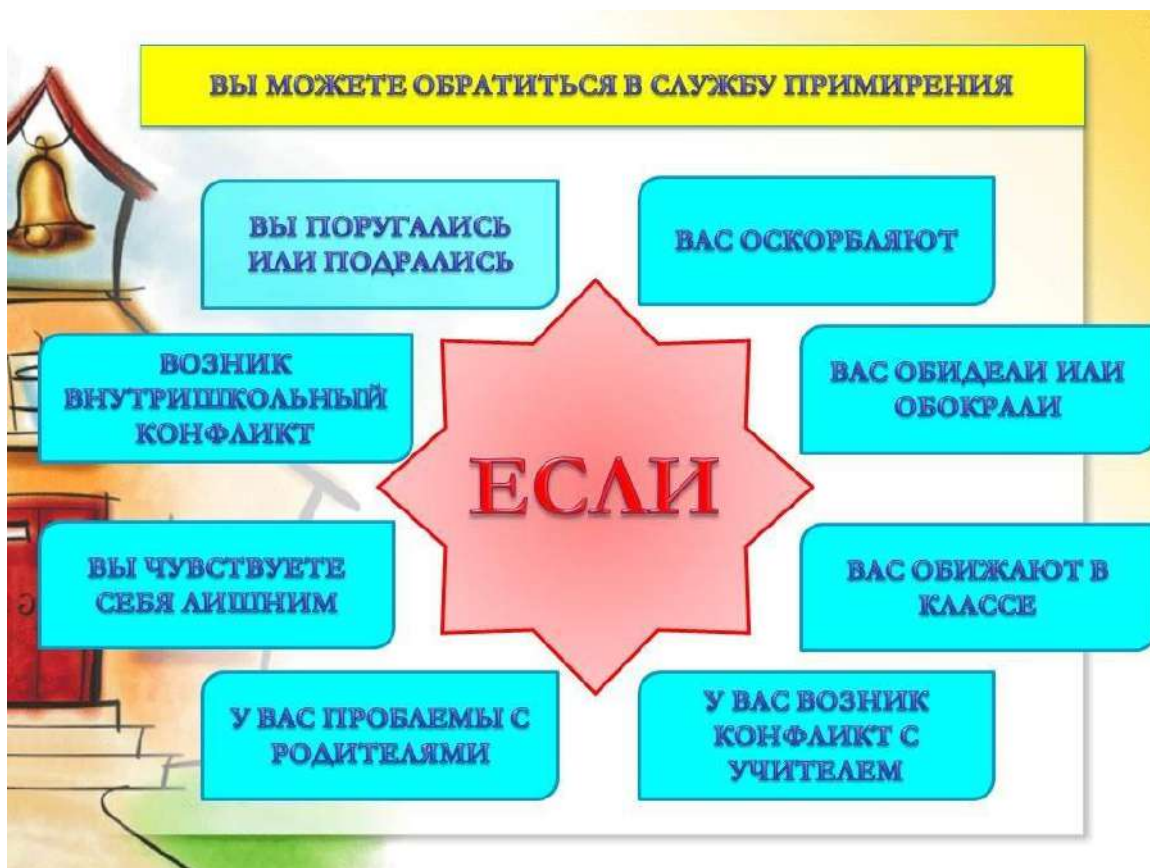 ВЫ МОЖЕТЕ ОБРАТИТЬСЯ В СЛУЖБУ ПРИМИРЕНИЯ
ВЫ ПОРУГАЛИСЬ
ИЛИ ПОДРАЛИСЬ
ВАС ОСКОРБЛЯЮТ
ВОЗНИК
ВНУТРИШКОЛЬНЫЙ
КОНФЛИКТ
ВАС ОБИДЕЛИ ИЛИ
ОБОКРАЛИ
ЕСЛИ
ВЫ ЧУВСТВУЕТЕ
СЕБЯ ЛИШНИМ
ВАС ОБИЖАЮТ В
КЛАССЕ
У ВАС ПРОБЛЕМЫ С
РОДИТЕЛЯМИ
У ВАС ВОЗНИК
КОНФЛИКТ С
УЧИТЕЛЕМ